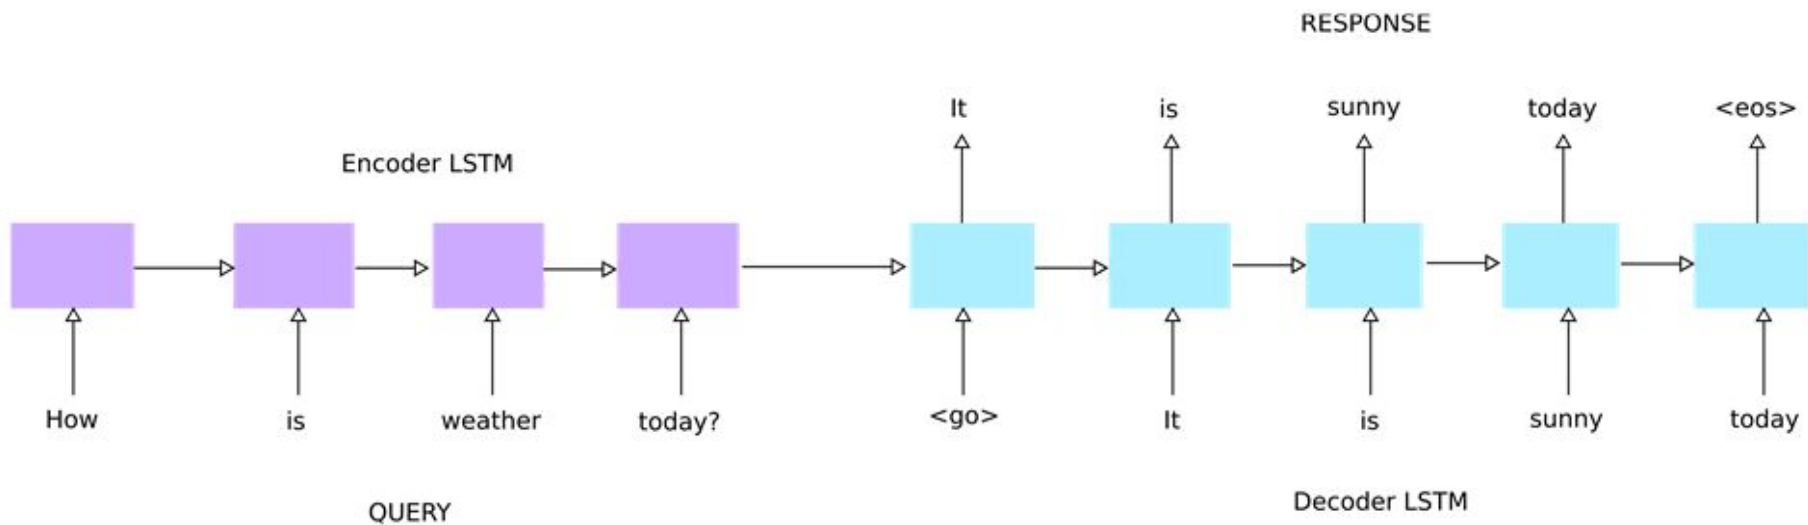 RESPONSE
It is sunny today <eos>
Encoder LSTM
How is weather today? <go> It is sunny today
QUERY
Decoder LSTM